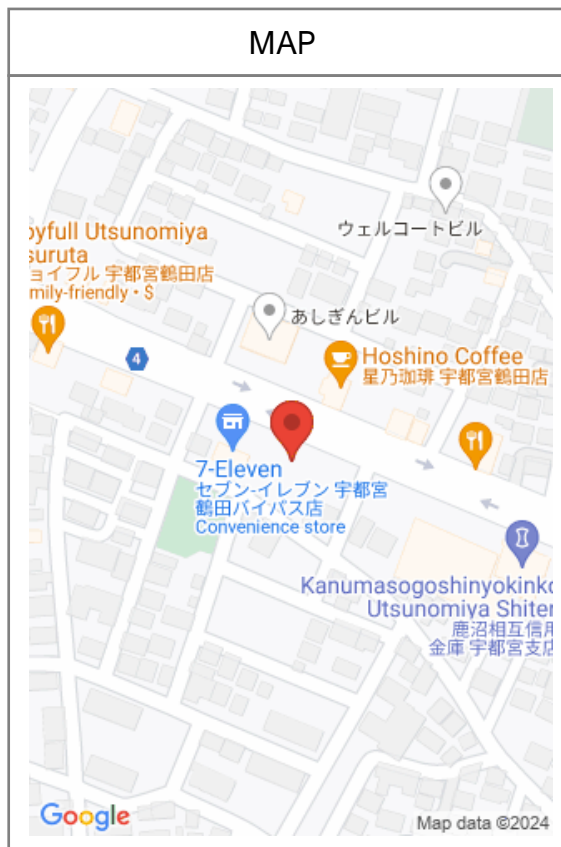 MAP
ウェルコートビル
oyfull Utsunomiya
suruta
ョイフル 宇都宮鶴田店
mily-friendly • $
あしぎんビル
4
Hoshino Coffee
星乃珈琲 宇都宮鶴田店
7-Eleven
セブン-イレブン 宇都宮
鶴田バイパス店
Convenience store
Kanumasogoshinyokinko
Utsunomiya Shiten
鹿沼相互信用
金庫 宇都宮支店
Google
Map data ©2024